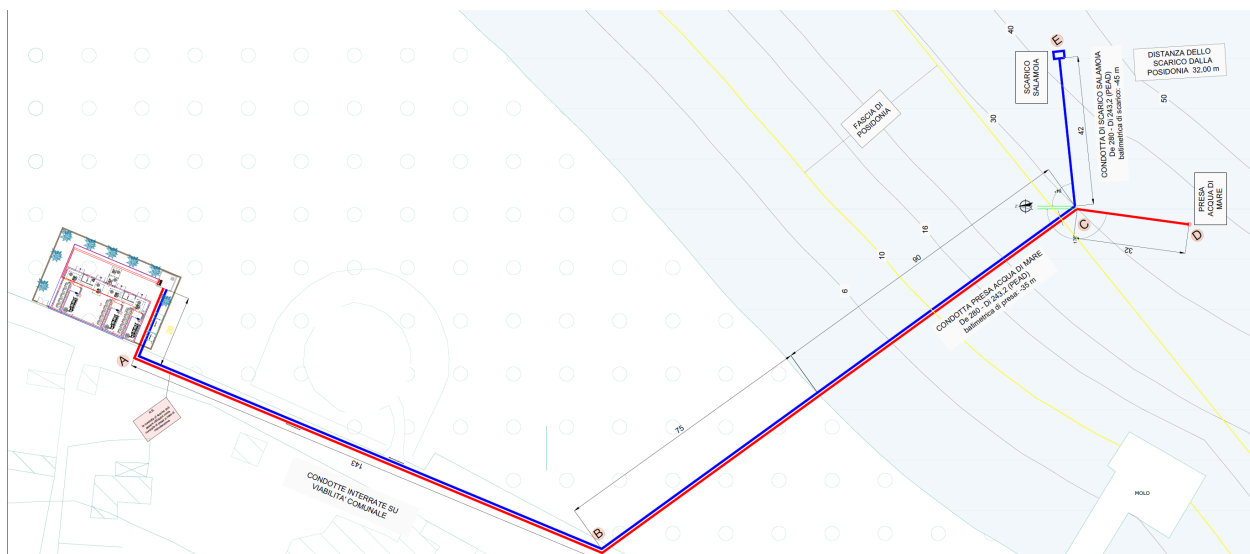 40
E
SCARICO
SALAMOIA
DISTANZA DELLO
SCARICO DALLA
POSIDONIA 32,00 m
50
CONDOTTA DI SCARICO SALAMOIA
De 280 - Di 243,2 (PEAD)
batimetrica di scarico: -45 m
42
30
FASCIA DI
POSIDONIA
PRESA
ACQUA DI
MARE
C
D
32
16
10
90
6
CONDOTTA PRESA ACQUA DI MARE
De 280 - Di 243,2 (PEAD)
batimetrica di presa: -35 m
A
75
143
CONDOTTE INTERRATE SU
VIABILITA' COMUNALE
B
MOLO